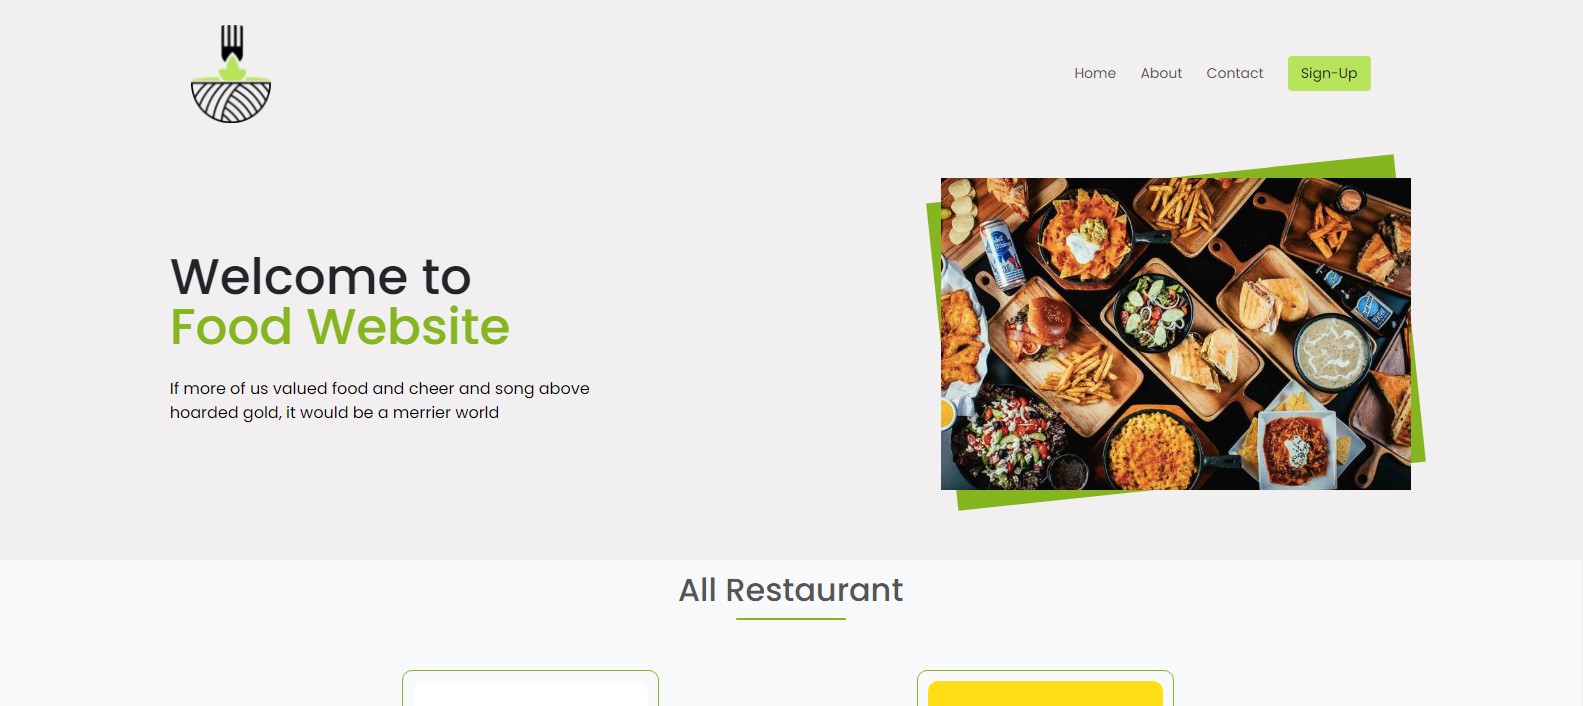 Home About Contact Sign-Up
Welcome to
Food Website
If more of us valued food and cheer and song above
hoarded gold, it would be a merrier world
All Restaurant